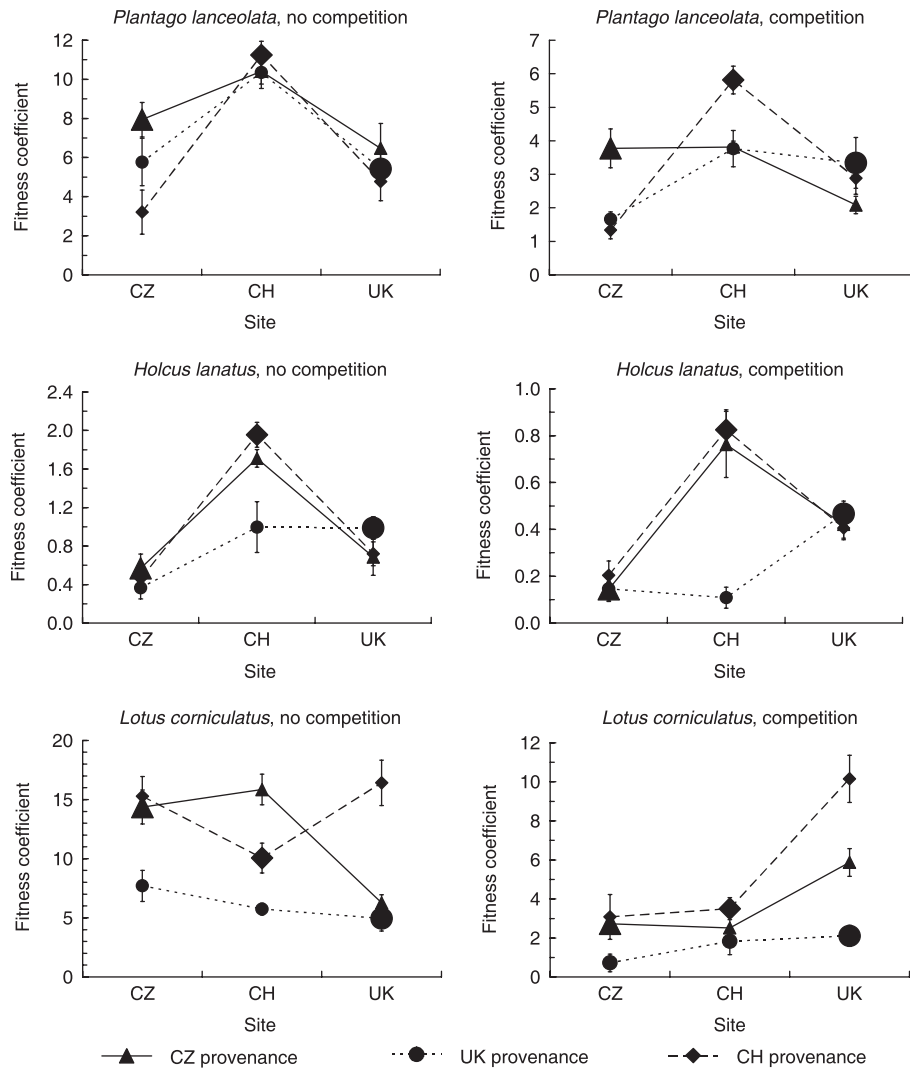 Plantago lanceolata, no competition
12
10
8
6
4
2
0
Fitness coefficient
CZ CH UK
Site
Plantago lanceolata, competition
7
6
5
4
3
2
1
0
Fitness coefficient
CZ CH UK
Site
Holcus lanatus, no competition
2.4
2.0
1.6
1.2
0.8
0.4
0.0
Fitness coefficient
CZ CH UK
Site
Holcus lanatus, competition
1.0
0.8
0.6
0.4
0.2
0.0
Fitness coefficient
CZ CH UK
Site
Lotus corniculatus, no competition
20
15
10
5
0
Fitness coefficient
CZ CH UK
Site
Lotus corniculatus, competition
12
10
8
6
4
2
0
Fitness coefficient
CZ CH UK
Site
CZ provenance UK provenance CH provenance